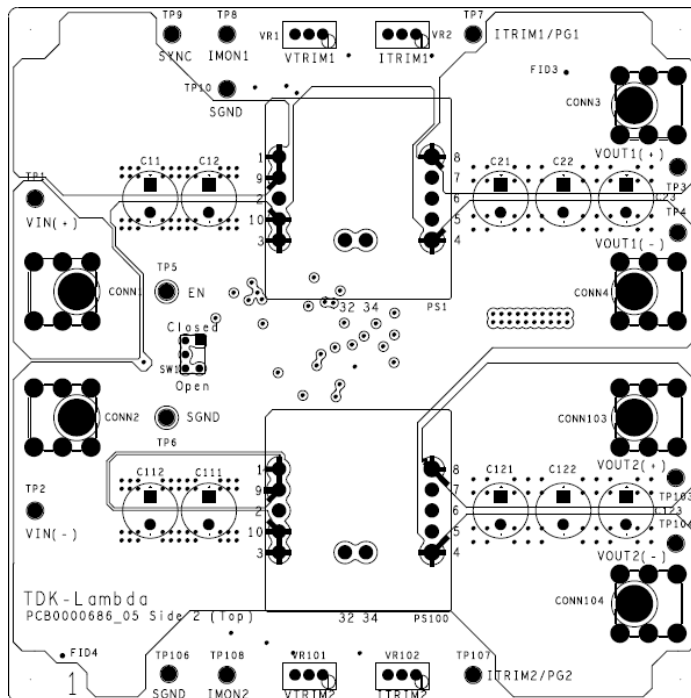 TP9 TP8 VR1 VR2 TP7
SYNC IMON1 VTRIM1 ITRIM1 ITRIM1/PG1
TP10 FID3
SGND CONN3
1 8 C11 C12 C21 C22 VOUT1(+)
9 7
TP1 2 6 C23 TP3
VIN(+) 10 5 TP4
3 4 VOUT1(-)
TP5
CONN1 EN CONN4
32 34 PS1
Closed
SW1
Open
CONN2 SGND CONN103
TP6
1 8 C112 C111 C121 C122 VOUT2(+)
9 7 TP103
TP2 2 6 C123
VIN(-) 10 5 TP104
3 4 VOUT2(-)
TDK-Lambda CONN104
PCB0000686_05 Side 2 (Top) 32 34 PS100
FID4 TP106 TP108 VR101 VR102 TP107
1 SGND IMON2 VTRIM2 ITRIM2 ITRIM2/PG2